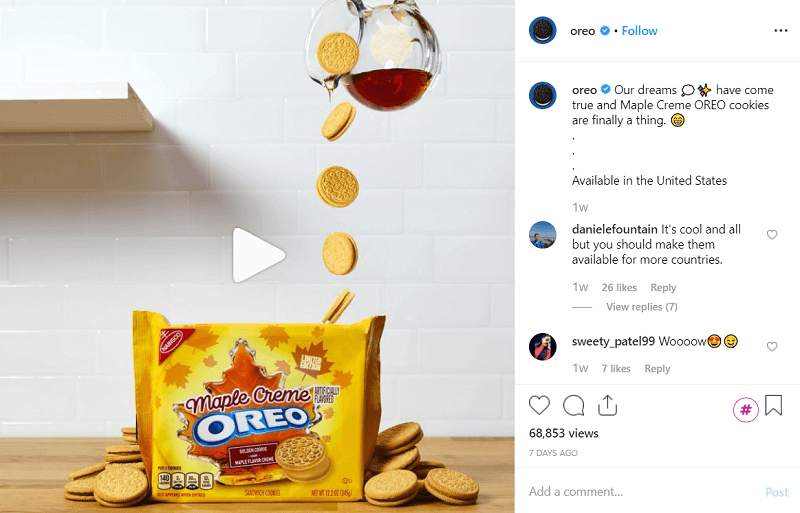 oreo • Follow
oreo Our dreams 💭✨ have come
true and Maple Creme OREO cookies
are finally a thing. 😁
.
.
.
Available in the United States
1w
danielefountain It's cool and all
but you should make them
available for more countries.
1w 26 likes Reply
View replies (7)
sweety_patel99 Woooow😍🤤
1w 7 likes Reply
#
68,853 views
7 DAYS AGO
Add a comment... Post
NABISCO
LIMITED
EDITION
Maple Creme
ARTIFICIALLY
FLAVORED
OREO
GOLDEN COOKIE
MAPLE FLAVOR CREME
PER 2 COOKIES
140
SANDWICH COOKIES
NET WT 12.2 OZ (345g)